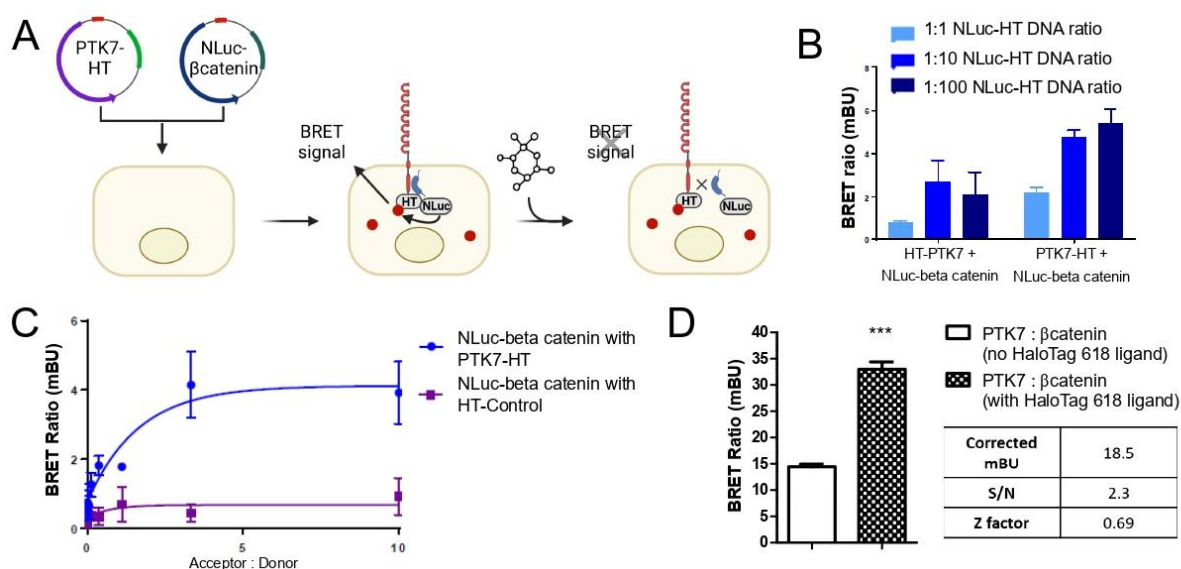 A
PTK7-
HT
NLuc-
βcatenin
BRET
signal
HT
NLuc
BRET
signal
HT
×
NLuc
B
1:1 NLuc-HT DNA ratio
1:10 NLuc-HT DNA ratio
1:100 NLuc-HT DNA ratio
BRET raio (mBU)
8
6
4
2
0
HT-PTK7 +
NLuc-beta catenin
PTK7-HT +
NLuc-beta catenin
C
BRET Ratio (mBU)
6
4
2
0
0
5
10
Acceptor : Donor
NLuc-beta catenin with
PTK7-HT
NLuc-beta catenin with
HT-Control
D
BRET Ratio (mBU)
40
35
30
25
20
15
10
5
0
***
PTK7 : βcatenin
(no HaloTag 618 ligand)
PTK7 : βcatenin
(with HaloTag 618 ligand)
Corrected
mBU
18.5
S/N
2.3
Z factor
0.69